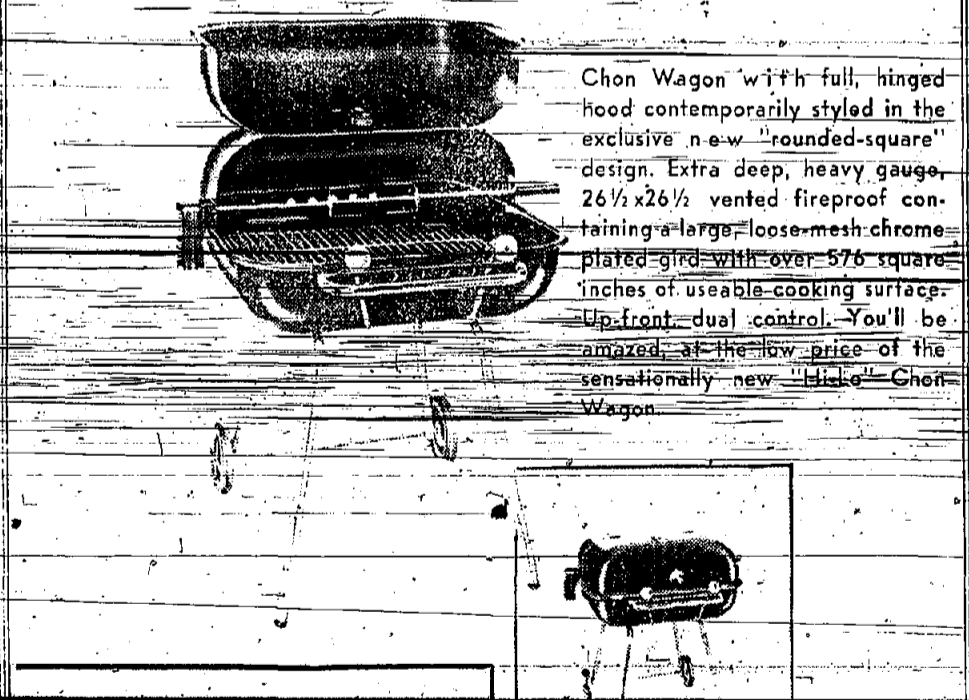 Chon Wagon with full, hinged
hood contemporarily styled in the
exclusive new "rounded-square"
design. Extra deep, heavy gauge,
26½x26½ vented fireproof con-
taining a large, loose-mesh chrome
plated gird with over 576 square
inches of useable cooking surface.
Up-front dual control. You'll be
amazed, at the low price of the
sensationally new "Hi-Lo" Chon
Wagon.